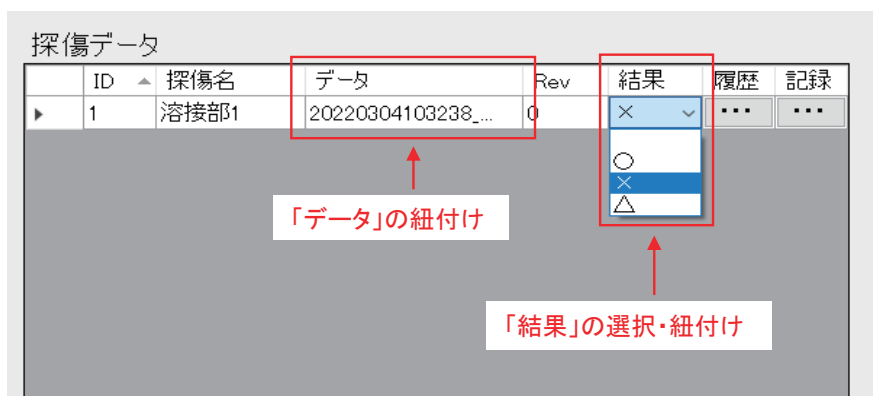 探傷データ
ID 探傷名 データ Rev 結果 履歴 記録
1 溶接部1 20220304103238_... 0 × ... ...
○
×
△
「データ」の紐付け
「結果」の選択・紐付け